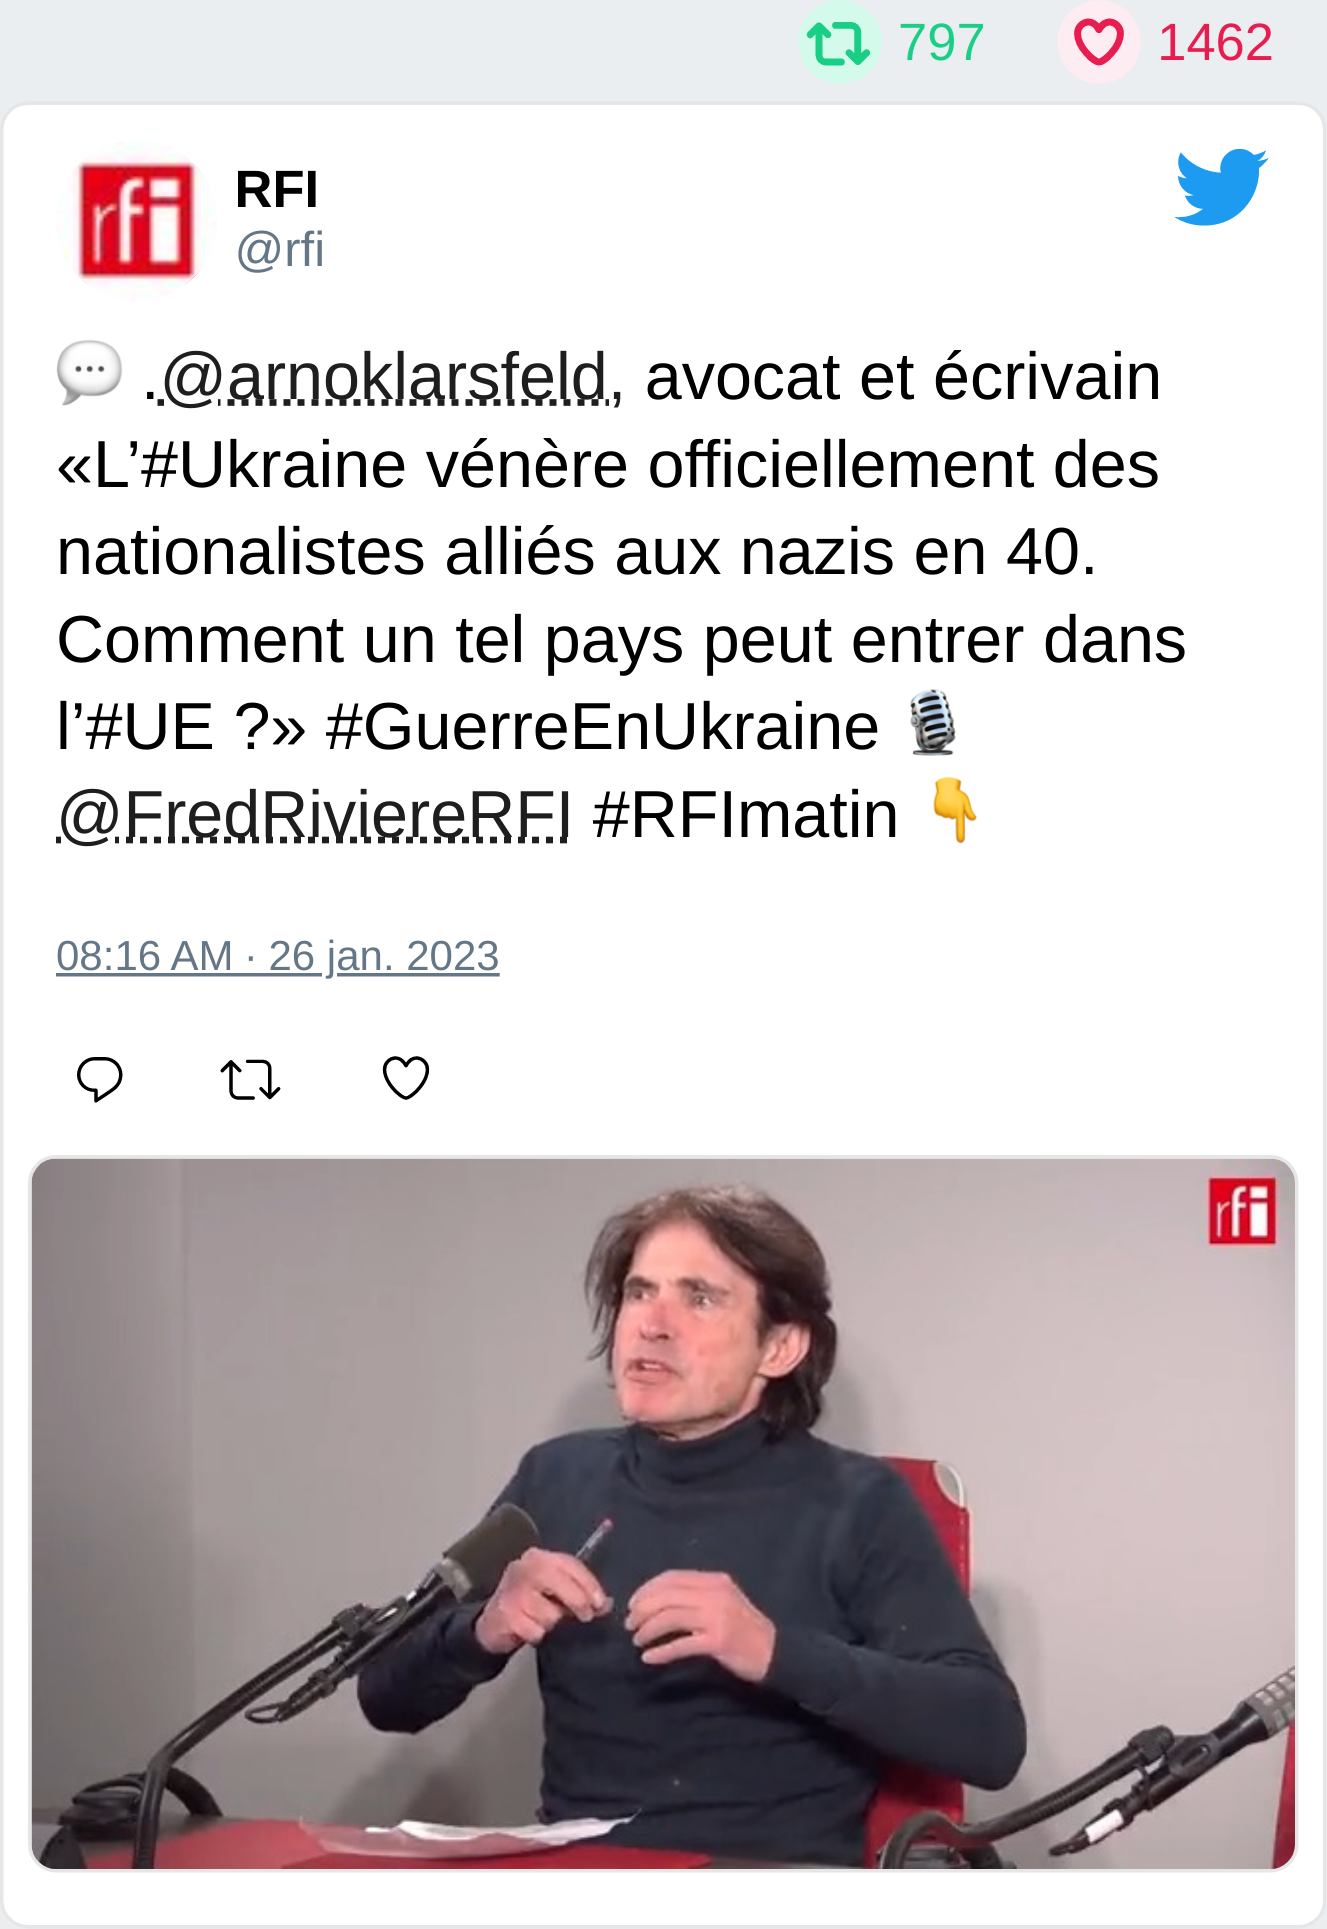 797 1462
rfi
RFI
@rfi
💬 .@arnoklarsfeld, avocat et écrivain
«L’#Ukraine vénère officiellement des
nationalistes alliés aux nazis en 40.
Comment un tel pays peut entrer dans
l’#UE ?» #GuerreEnUkraine 🎙
@FredRiviereRFI #RFImatin 👇
08:16 AM · 26 jan. 2023
rfi